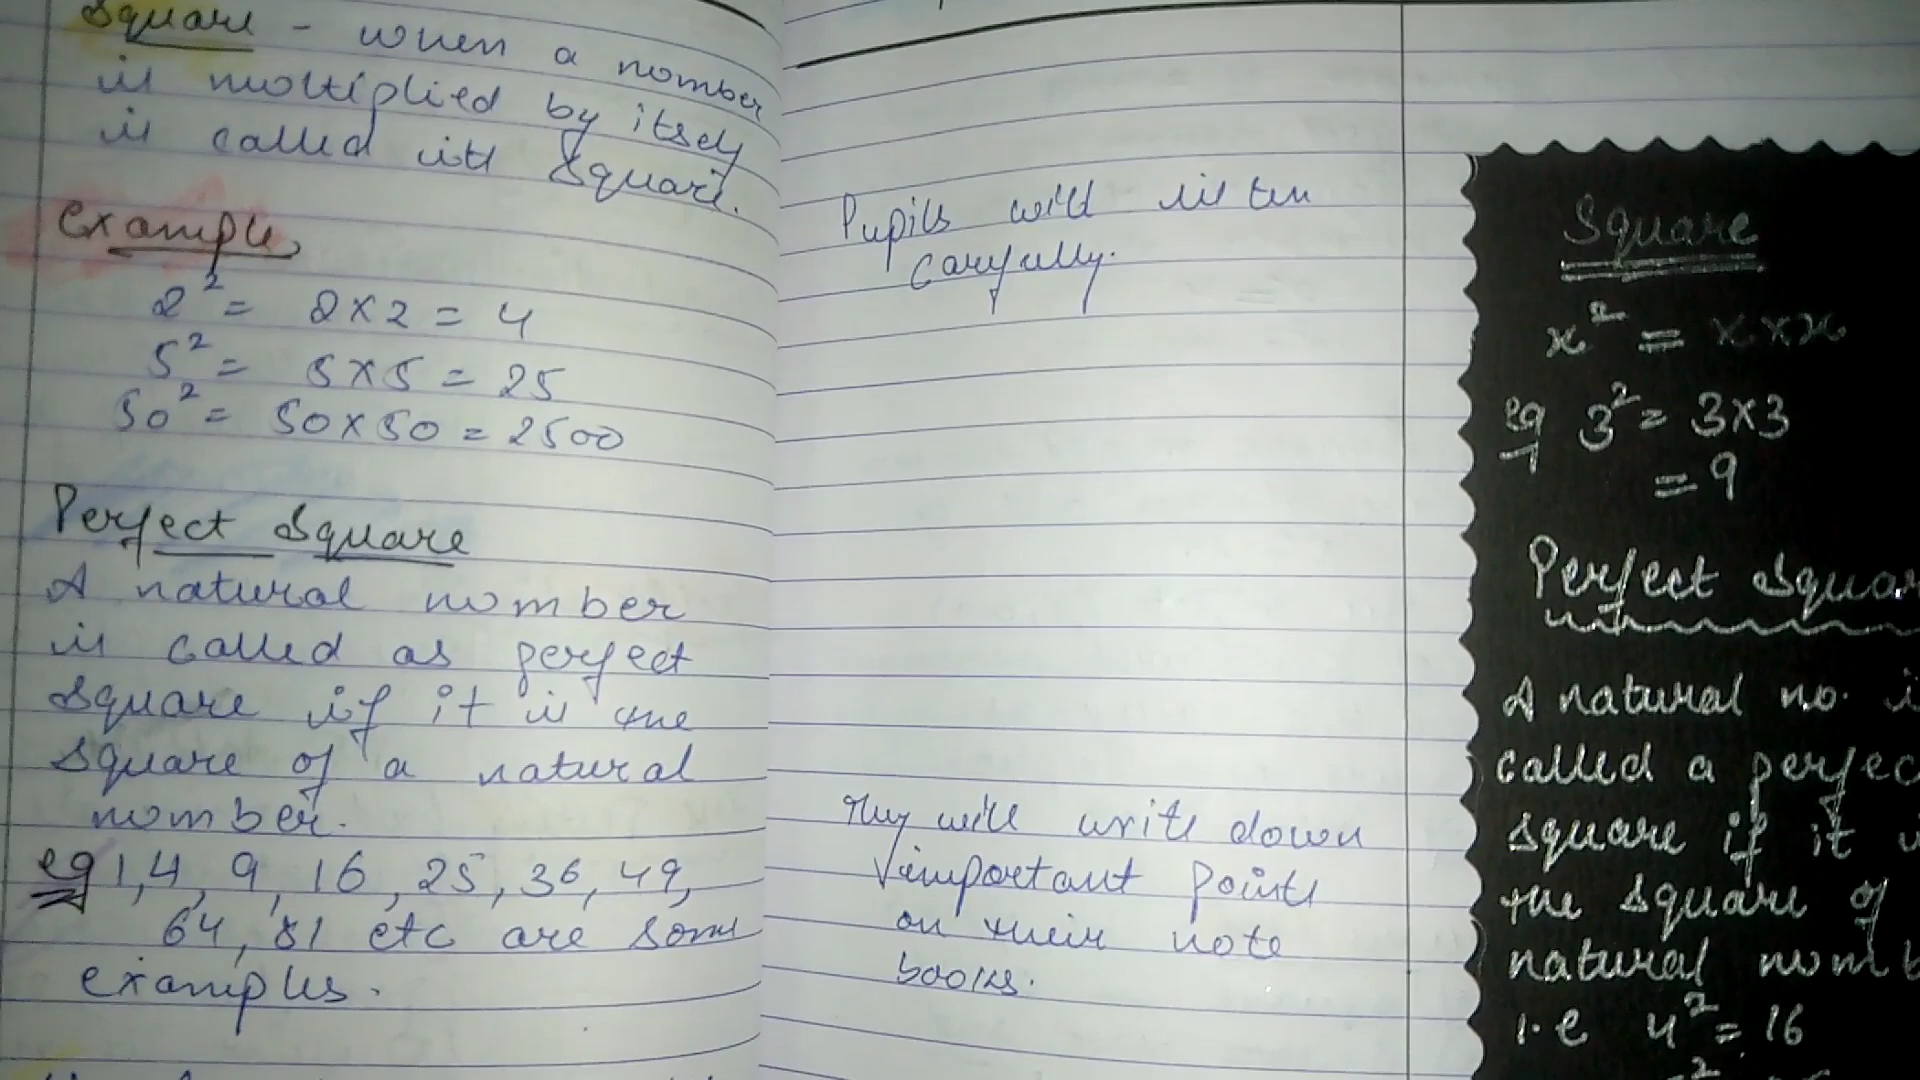 Square - when a number
is multiplied by itself
is called its square.
Example
2² = 2×2 = 4
5² = 5×5 = 25
50² = 50×50 = 2500
Perfect Square
A natural number
is called as perfect
square if it is the
square of a natural
number.
eg 1, 4, 9, 16, 25, 36, 49,
64, 81 etc are some
examples.
Pupils will listen
carefully.
They will write down
important points
on their note
books.
Square
x² = x×x
eg 3² = 3×3
= 9
Perfect Squar
A natural no. i
called a perfec
square if it i
the square of
natural numb
i.e 4² = 16